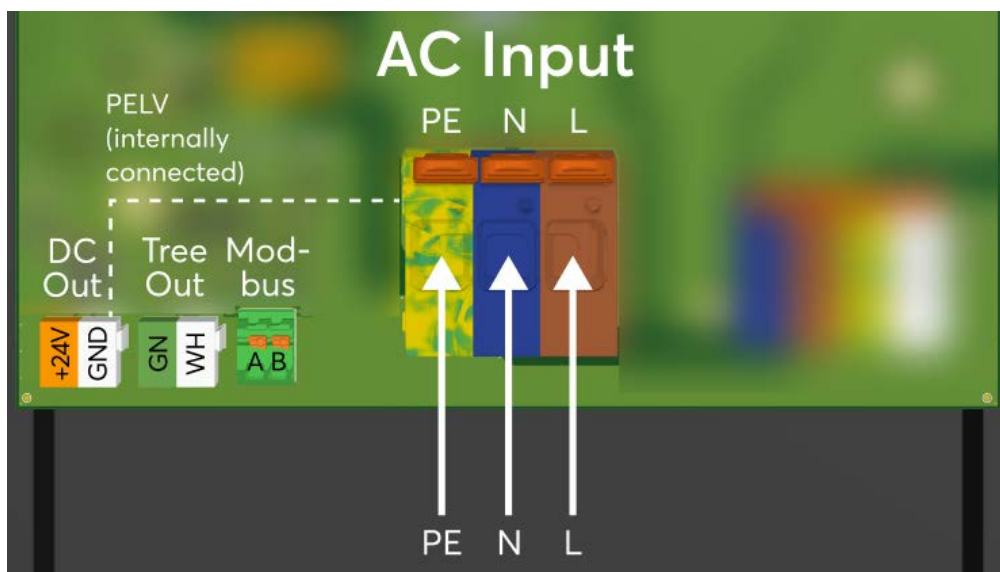 AC Input
PE N L
PELV
(internally
connected)
DC
Out
Tree
Out
Mod-
bus
+24V
GND
GN
WH
A B
PE N L